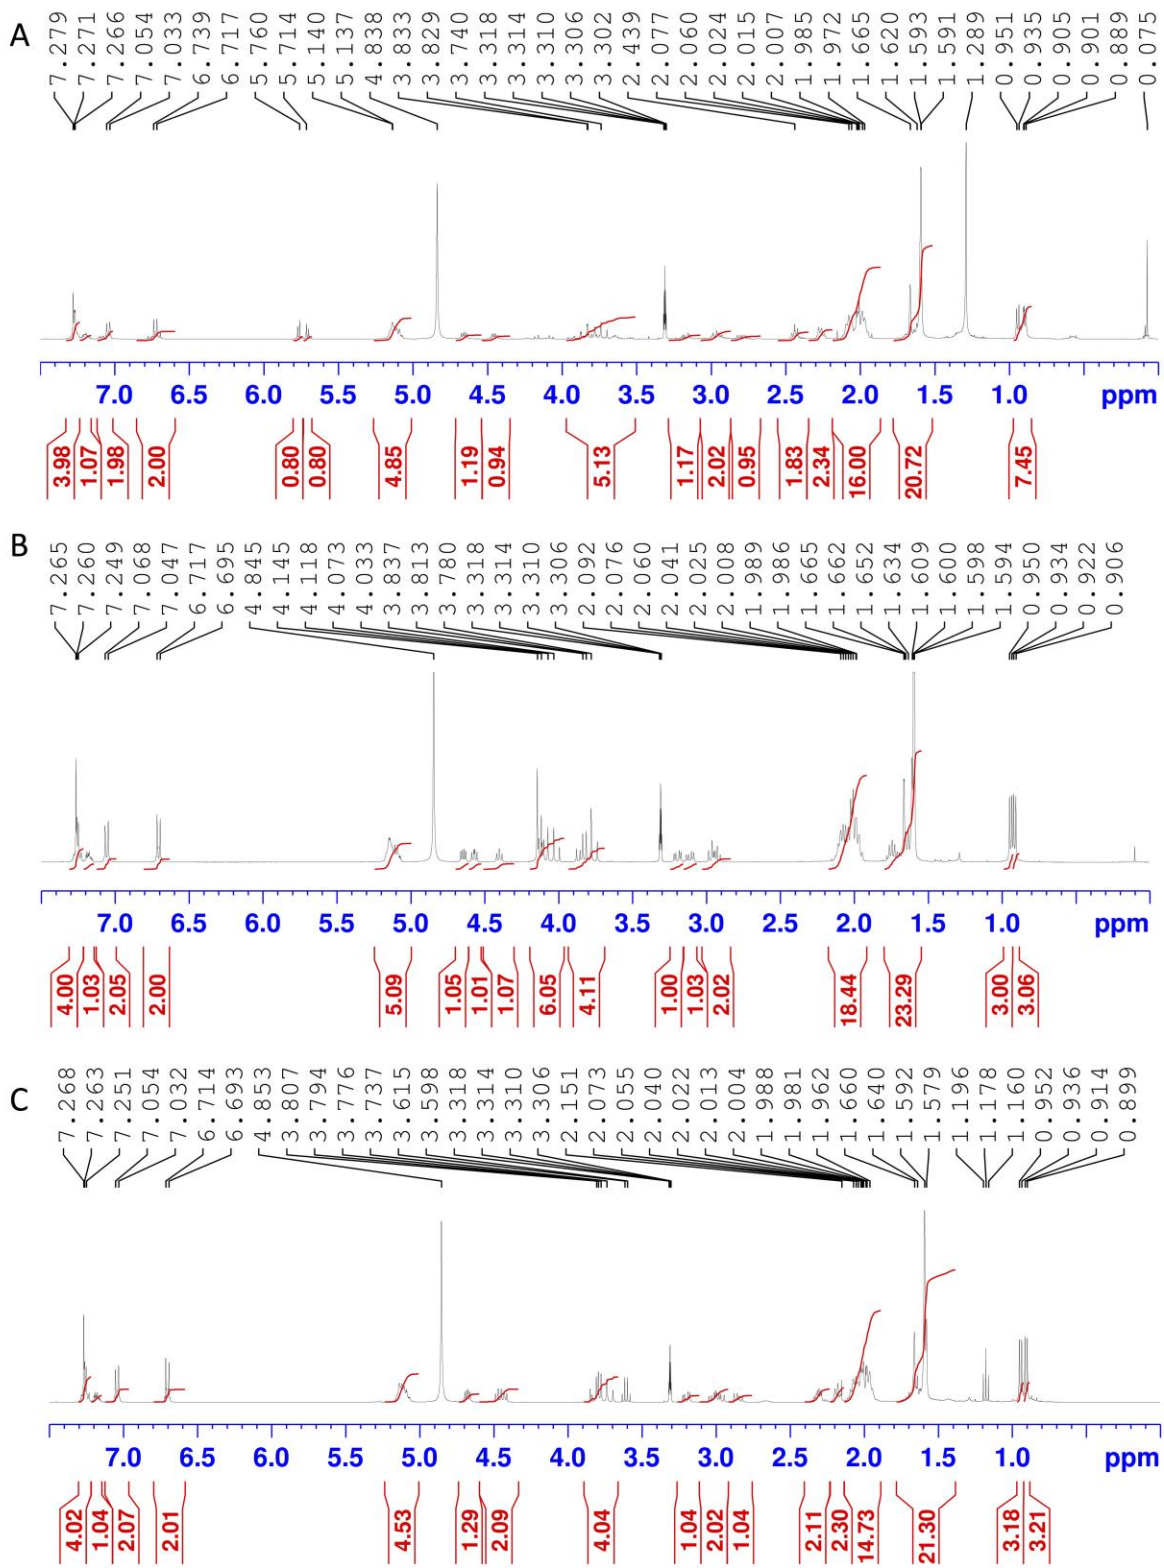 A
7.279 7.271 7.266 7.054 7.033 6.739 6.717 5.760 5.714 5.140 5.137 4.838 3.833 3.829 3.740 3.318 3.314 3.310 3.306 3.302 2.439 2.077 2.060 2.024 2.015 2.007 1.985 1.972 1.665 1.620 1.593 1.591 1.289 0.951 0.935 0.905 0.901 0.889 0.075
7.0 6.5 6.0 5.5 5.0 4.5 4.0 3.5 3.0 2.5 2.0 1.5 1.0 ppm
3.98 1.07 1.98 2.00 0.80 0.80 4.85 1.19 0.94 5.13 1.17 2.02 0.95 1.83 2.34 16.00 20.72 7.45
B
7.265 7.260 7.249 7.068 7.047 6.717 6.695 4.845 4.145 4.118 4.073 4.033 3.837 3.813 3.780 3.318 3.314 3.310 3.306 2.092 2.076 2.060 2.041 2.025 2.008 1.989 1.986 1.665 1.662 1.652 1.634 1.609 1.600 1.598 1.594 0.950 0.934 0.922 0.906
7.0 6.5 6.0 5.5 5.0 4.5 4.0 3.5 3.0 2.5 2.0 1.5 1.0 ppm
4.00 1.03 2.05 2.00 5.09 1.05 1.01 1.07 6.05 4.11 1.00 1.03 2.02 18.44 23.29 3.00 3.06
C
7.268 7.263 7.251 7.054 7.032 6.714 6.693 4.853 3.807 3.794 3.776 3.737 3.615 3.598 3.318 3.314 3.310 3.306 2.151 2.073 2.055 2.040 2.022 2.013 2.004 1.988 1.981 1.962 1.660 1.640 1.592 1.579 1.196 1.178 1.160 0.952 0.936 0.914 0.899
7.0 6.5 6.0 5.5 5.0 4.5 4.0 3.5 3.0 2.5 2.0 1.5 1.0 ppm
4.02 1.04 2.07 2.01 4.53 1.29 2.09 4.04 1.04 2.02 1.04 2.11 2.30 14.73 21.30 3.18 3.21